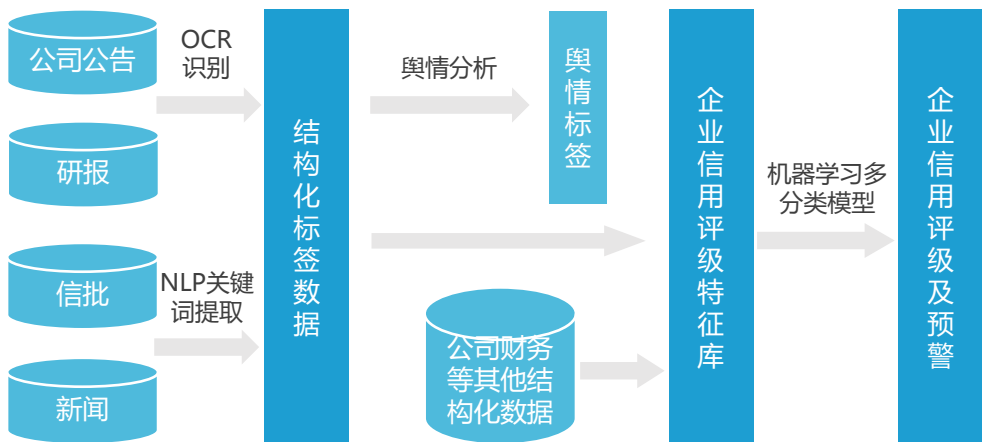 公司公告
研报
OCR
识别
信批
新闻
NLP关键
词提取
结构化标签数据
舆情分析
舆情标签
公司财务
等其他结
构化数据
企业信用评级特征库
机器学习多
分类模型
企业信用评级及预警